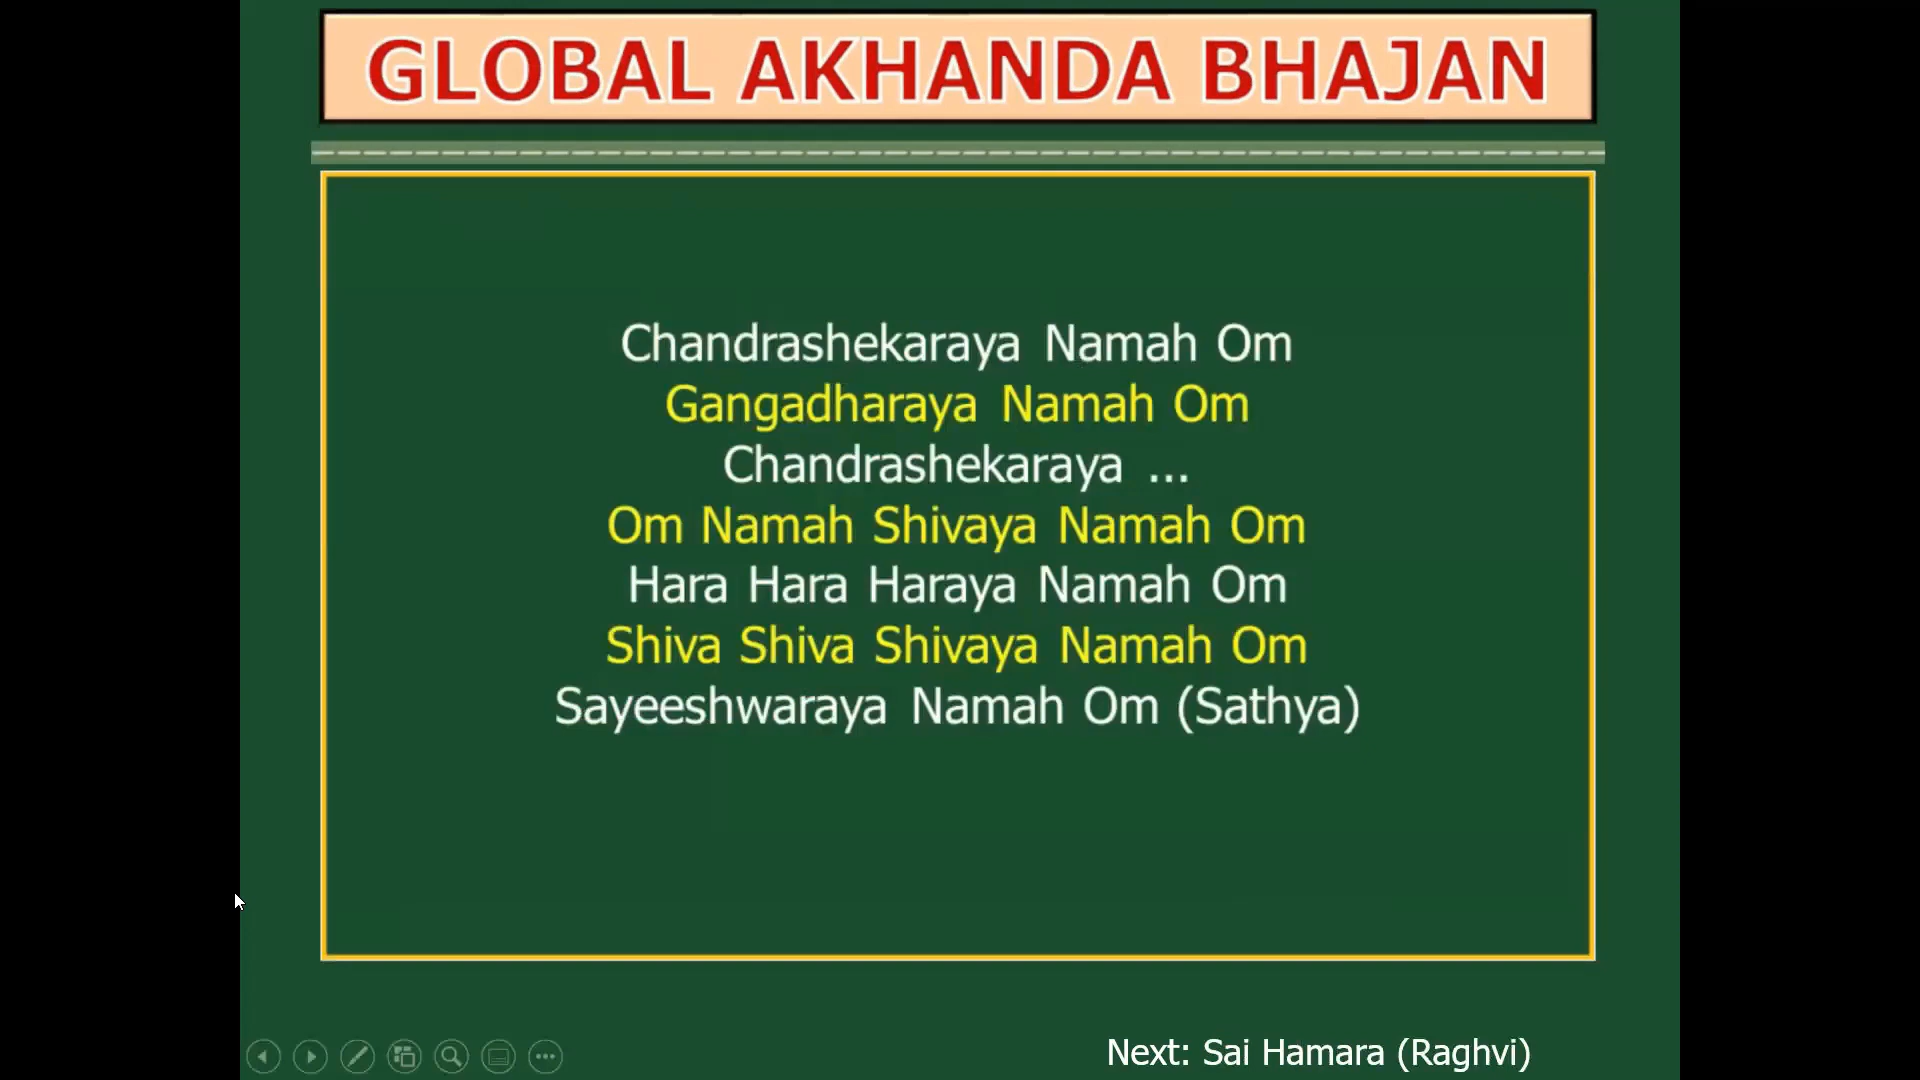 GLOBAL AKHANDA BHAJAN
Chandrashekaraya Namah Om
Gangadharaya Namah Om
Chandrashekaraya ...
Om Namah Shivaya Namah Om
Hara Hara Haraya Namah Om
Shiva Shiva Shivaya Namah Om
Sayeeshwaraya Namah Om (Sathya)
Next: Sai Hamara (Raghvi)